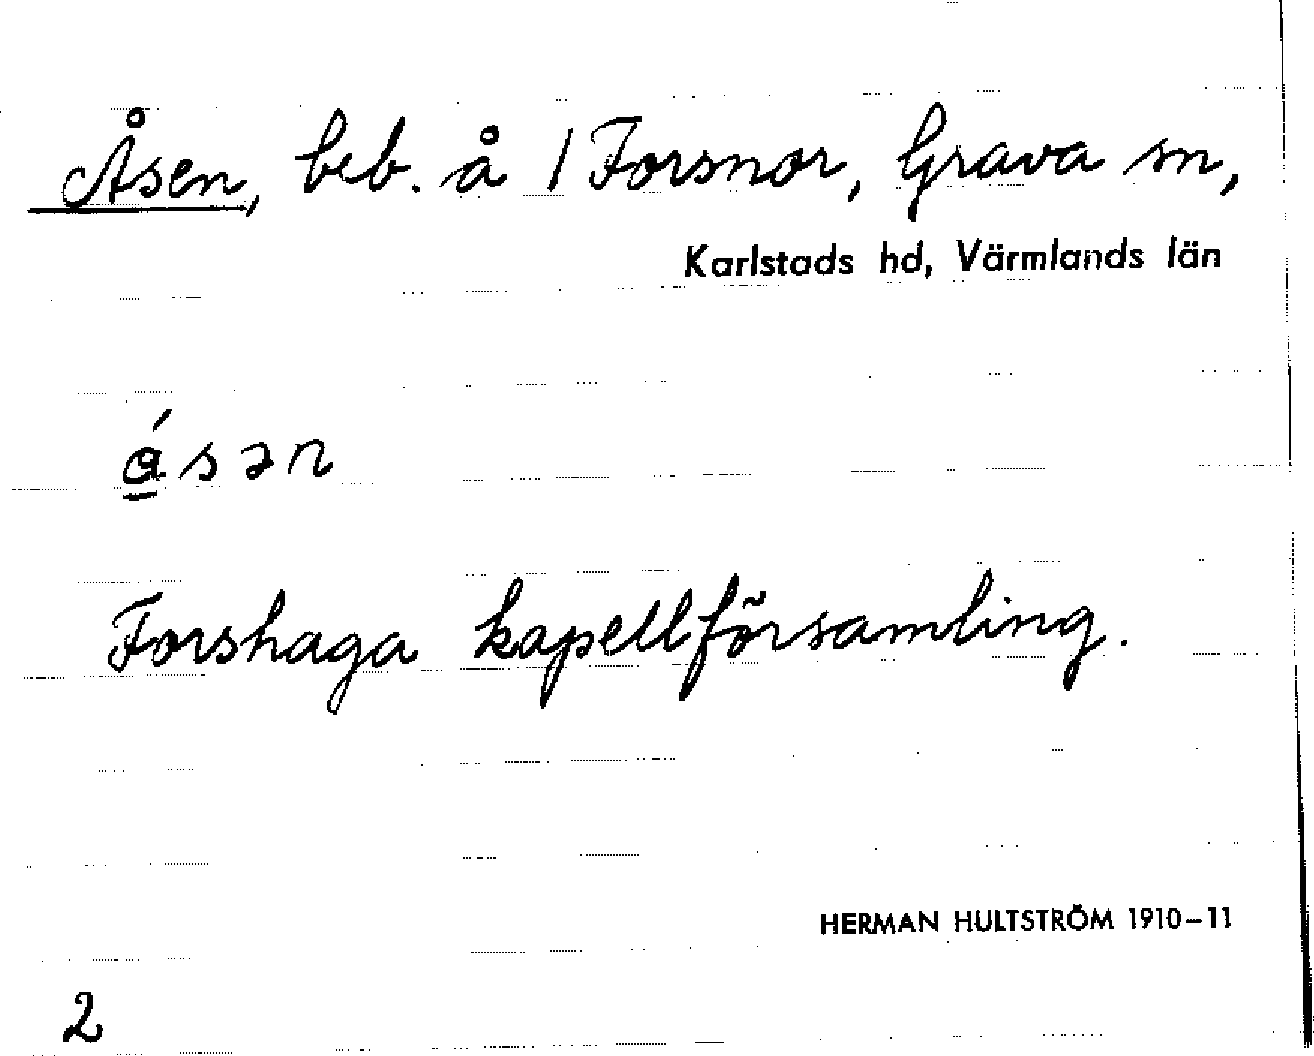 Åsen, beb. å 1 Forsnor, Grava sn,
Karlstads hd, Värmlands län
ásən
Forshaga kapellförsamling.
HERMAN HULTSTRÖM 1910–11
2